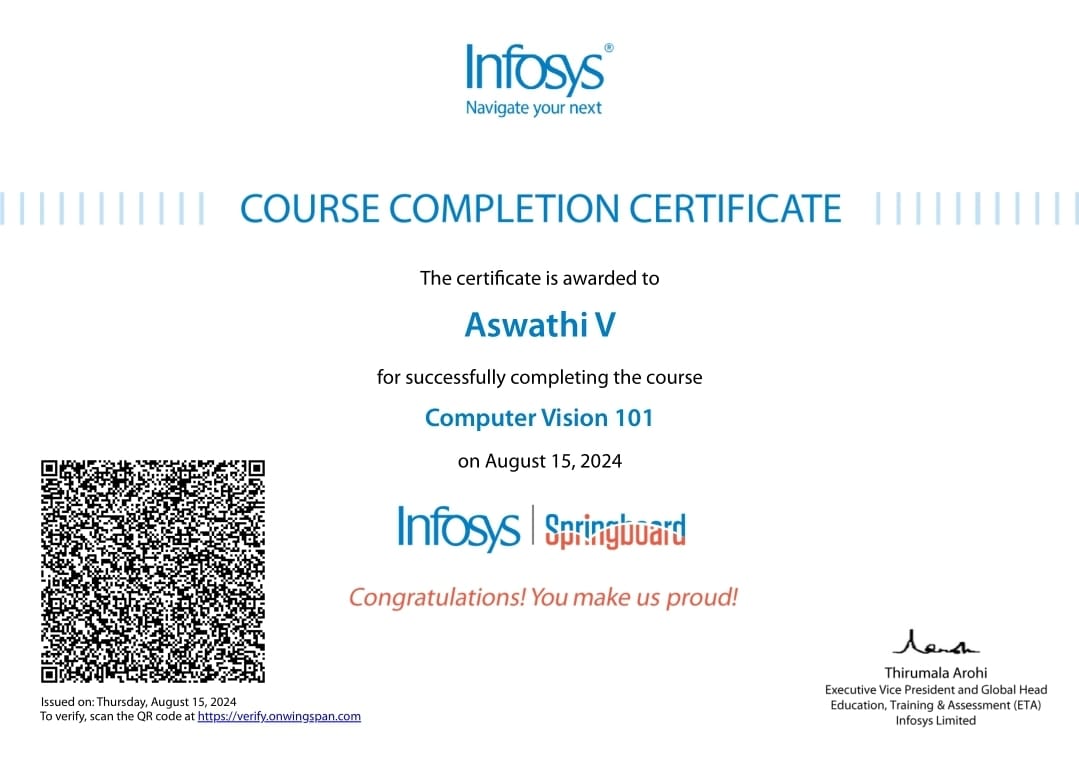 Infosys®
Navigate your next
COURSE COMPLETION CERTIFICATE
The certificate is awarded to
Aswathi V
for successfully completing the course
Computer Vision 101
on August 15, 2024
Infosys | Springboard
Congratulations! You make us proud!
Thirumala Arohi
Executive Vice President and Global Head
Education, Training & Assessment (ETA)
Infosys Limited
Issued on: Thursday, August 15, 2024
To verify, scan the QR code at https://verify.onwingspan.com